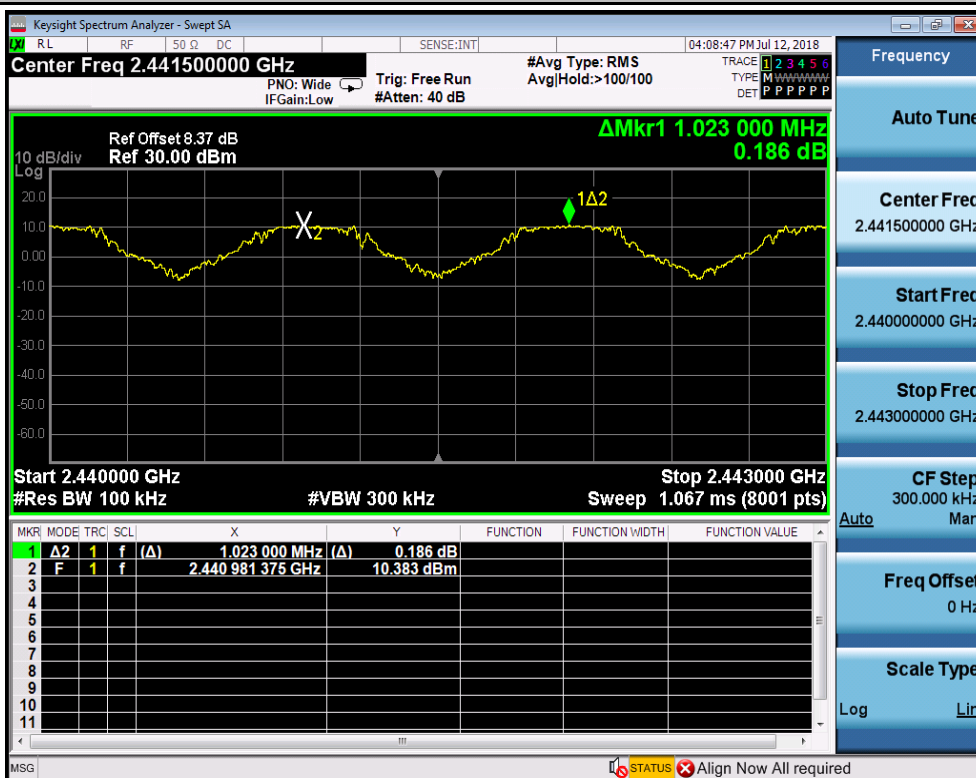 Keysight Spectrum Analyzer - Swept SA
LXI RL RF 50 Ω DC SENSE:INT 04:08:47 PM Jul 12, 2018
Center Freq 2.441500000 GHz
PNO: Wide
IFGain:Low
Trig: Free Run
#Atten: 40 dB
#Avg Type: RMS
Avg|Hold:>100/100
TRACE 1 2 3 4 5 6
TYPE M W W W W W
DET P P P P P P
ΔMkr1 1.023 000 MHz
0.186 dB
Ref Offset 8.37 dB
10 dB/div Ref 30.00 dBm
Log
20.0
10.0
0.00
-10.0
-20.0
-30.0
-40.0
-50.0
-60.0
X2
1Δ2
Start 2.440000 GHz Stop 2.443000 GHz
#Res BW 100 kHz #VBW 300 kHz Sweep 1.067 ms (8001 pts)
MKR MODE TRC SCL X Y FUNCTION FUNCTION WIDTH FUNCTION VALUE
1 Δ2 1 f (Δ) 1.023 000 MHz (Δ) 0.186 dB
2 F 1 f 2.440 981 375 GHz 10.383 dBm
3
4
5
6
7
8
9
10
11
MSG STATUS Align Now All required
Frequency
Auto Tune
Center Freq
2.441500000 GHz
Start Freq
2.440000000 GHz
Stop Freq
2.443000000 GHz
CF Step
300.000 kHz
Auto Man
Freq Offset
0 Hz
Scale Type
Log Lin